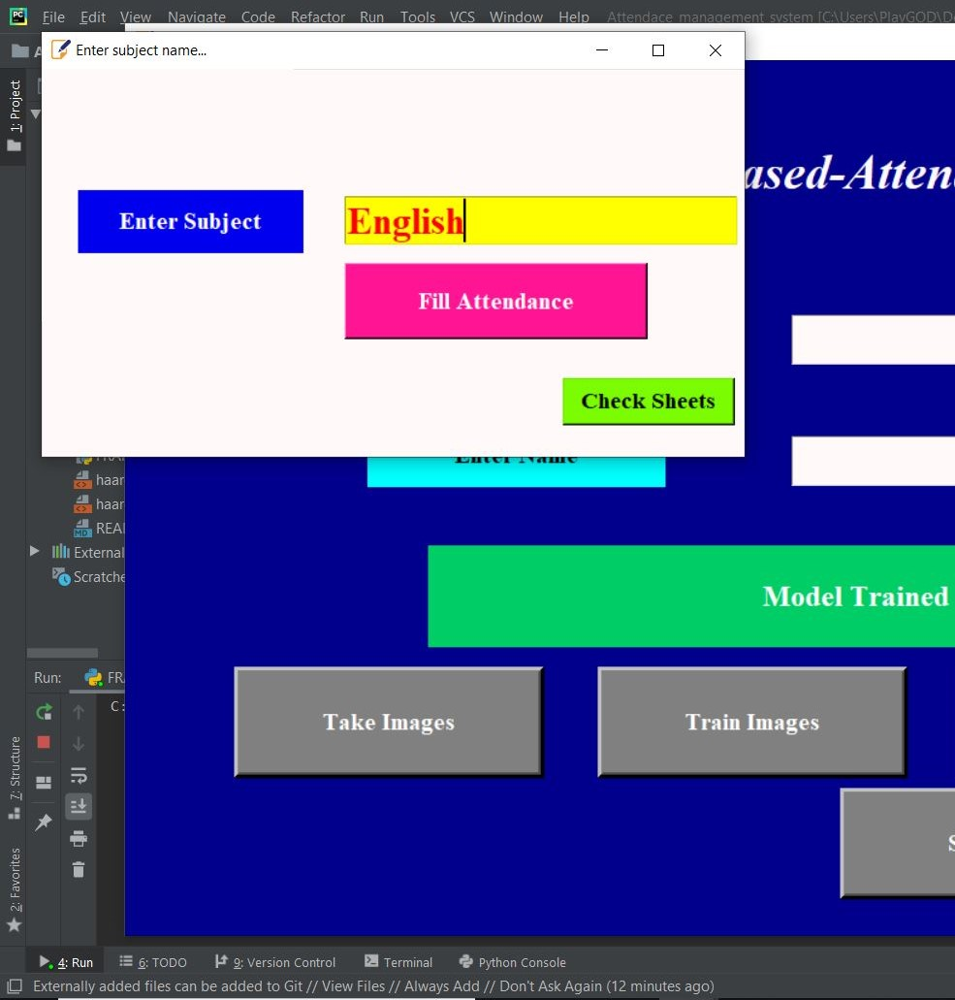 PC File Edit View Navigate Code Refactor Run Tools VCS Window Help Attendace_management_system [C:\Users\PlayGOD\D
Enter subject name...
1: Project
ased-Atten
Enter Subject
English
Fill Attendance
Check Sheets
Enter Name
haar
haar
REA
External
Scratche
Model Trained
Run: FR
C:
Take Images
Train Images
7: Structure
S
2: Favorites
4: Run 6: TODO 9: Version Control Terminal Python Console
Externally added files can be added to Git // View Files // Always Add // Don't Ask Again (12 minutes ago)